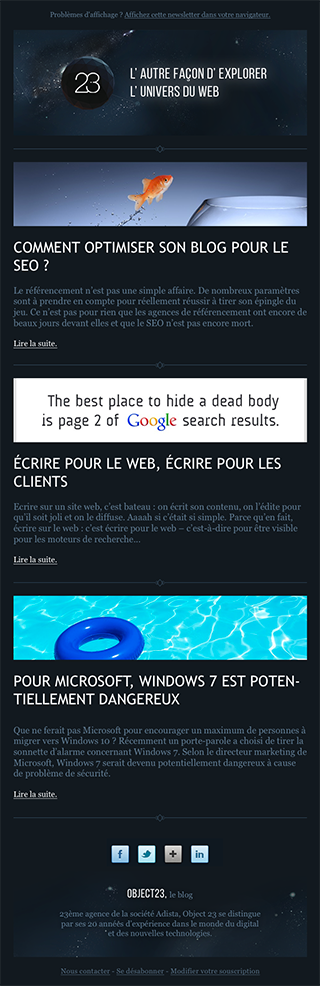 Problèmes d'affichage ? Affichez cette newsletter dans votre navigateur.
23
L' AUTRE FAÇON D' EXPLORER
L' UNIVERS DU WEB
COMMENT OPTIMISER SON BLOG POUR LE
SEO ?
Le référencement n'est pas une simple affaire. De nombreux paramètres
sont à prendre en compte pour réellement réussir à tirer son épingle du
jeu. Ce n'est pas pour rien que les agences de référencement ont encore de
beaux jours devant elles et que le SEO n'est pas encore mort.
Lire la suite.
The best place to hide a dead body
is page 2 of Google search results.
ÉCRIRE POUR LE WEB, ÉCRIRE POUR LES
CLIENTS
Ecrire sur un site web, c'est bateau : on écrit son contenu, on l'édite pour
qu'il soit joli et on le diffuse. Aaaah si c'était si simple. Parce qu'en fait,
écrire sur le web : c'est écrire pour le web – c'est-à-dire pour être visible
pour les moteurs de recherche...
Lire la suite.
POUR MICROSOFT, WINDOWS 7 EST POTEN-
TIELLEMENT DANGEREUX
Que ne ferait pas Microsoft pour encourager un maximum de personnes à
migrer vers Windows 10 ? Récemment un porte-parole a choisi de tirer la
sonnette d'alarme concernant Windows 7. Selon le directeur marketing de
Microsoft, Windows 7 serait devenu potentiellement dangereux à cause
de problème de sécurité.
Lire la suite.
OBJECT23, le blog
23ème agence de la société Adista, Object 23 se distingue
par ses 20 annéés d'expérience dans le monde du digital
et des nouvelles technologies.
Nous contacter - Se désabonner - Modifier votre souscription